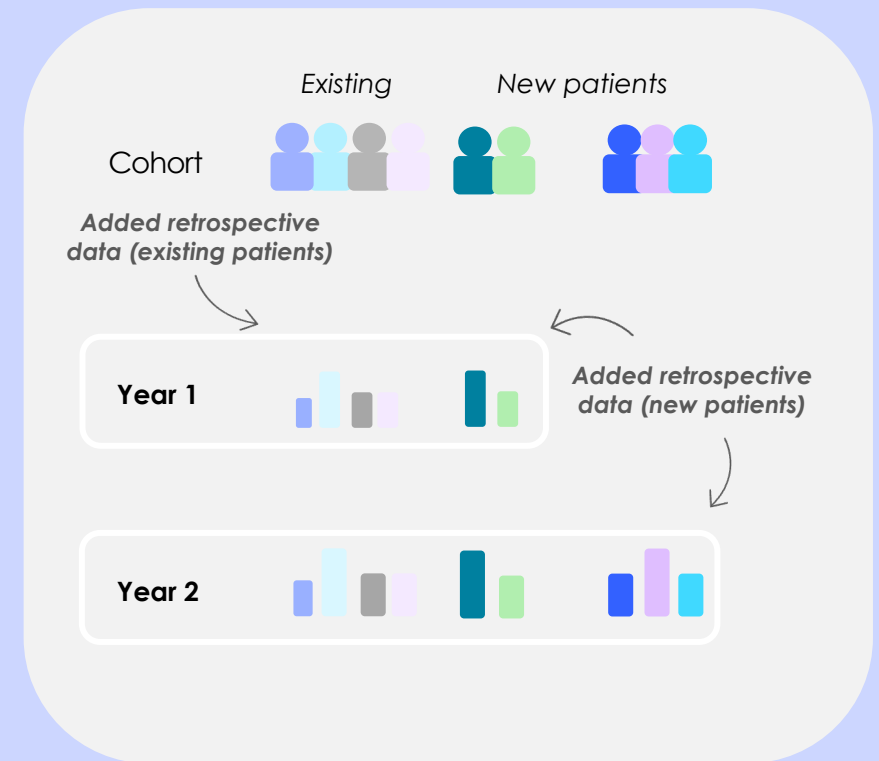 Existing
New patients
Cohort
Added retrospective
data (existing patients)
Year 1
Added retrospective
data (new patients)
Year 2